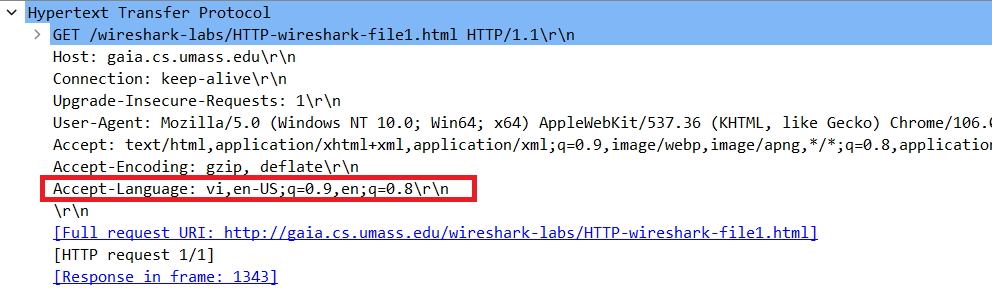 Hypertext Transfer Protocol
GET /wireshark-labs/HTTP-wireshark-file1.html HTTP/1.1\r\n
Host: gaia.cs.umass.edu\r\n
Connection: keep-alive\r\n
Upgrade-Insecure-Requests: 1\r\n
User-Agent: Mozilla/5.0 (Windows NT 10.0; Win64; x64) AppleWebKit/537.36 (KHTML, like Gecko) Chrome/106.0
Accept: text/html,application/xhtml+xml,application/xml;q=0.9,image/webp,image/apng,*/*;q=0.8,application
Accept-Encoding: gzip, deflate\r\n
Accept-Language: vi,en-US;q=0.9,en;q=0.8\r\n
\r\n
[Full request URI: http://gaia.cs.umass.edu/wireshark-labs/HTTP-wireshark-file1.html]
[HTTP request 1/1]
[Response in frame: 1343]